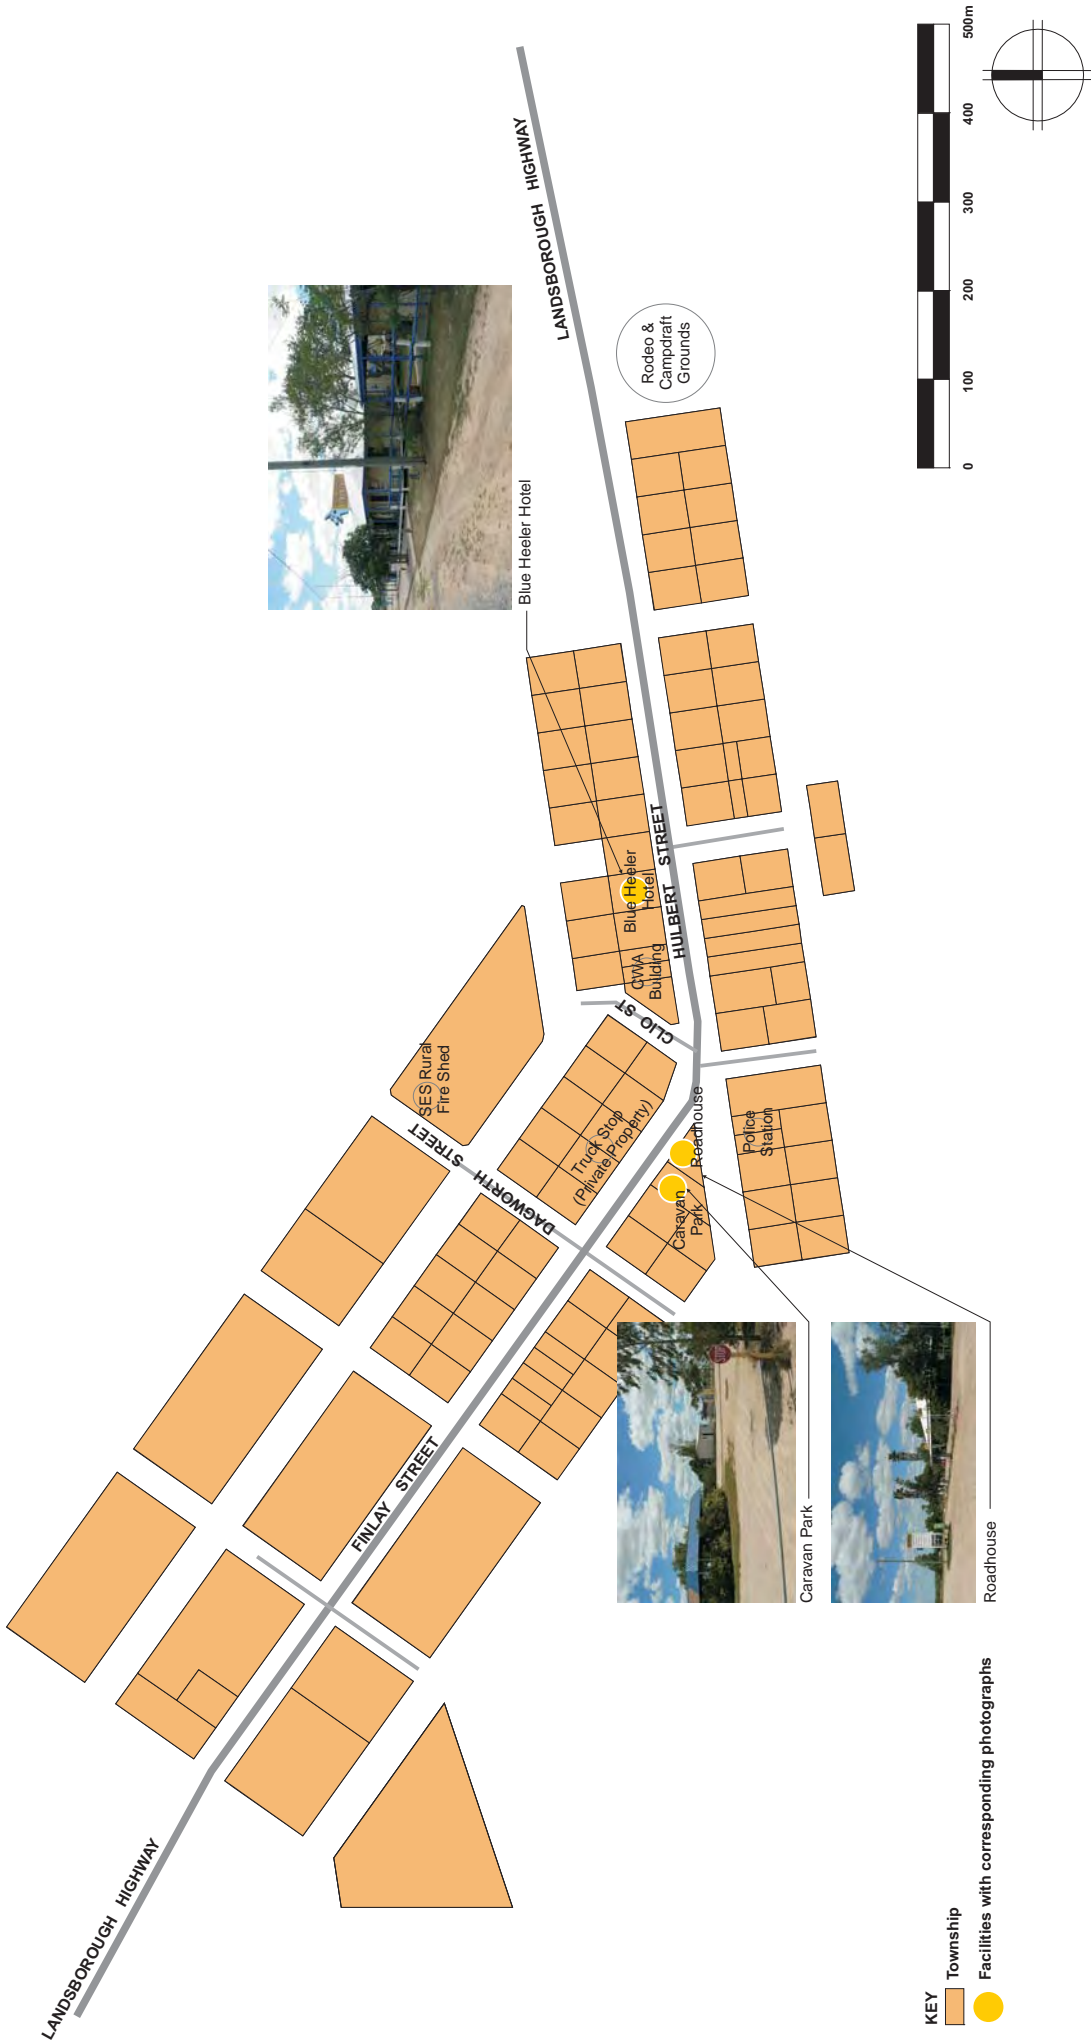 LANDSBOROUGH HIGHWAY
FINLAY STREET
DAGWORTH STREET
SES Rural
Fire Shed
Truck Stop
(Private Property)
CLIO ST
CWA
Building
Blue Heeler
Hotel
HULBERT STREET
Blue Heeler Hotel
LANDSBOROUGH HIGHWAY
Rodeo &
Campdraft
Grounds
Caravan
Park
Roadhouse
Police
Station
Caravan Park
Roadhouse
KEY
Township
Facilities with corresponding photographs
0
100
200
300
400
500m